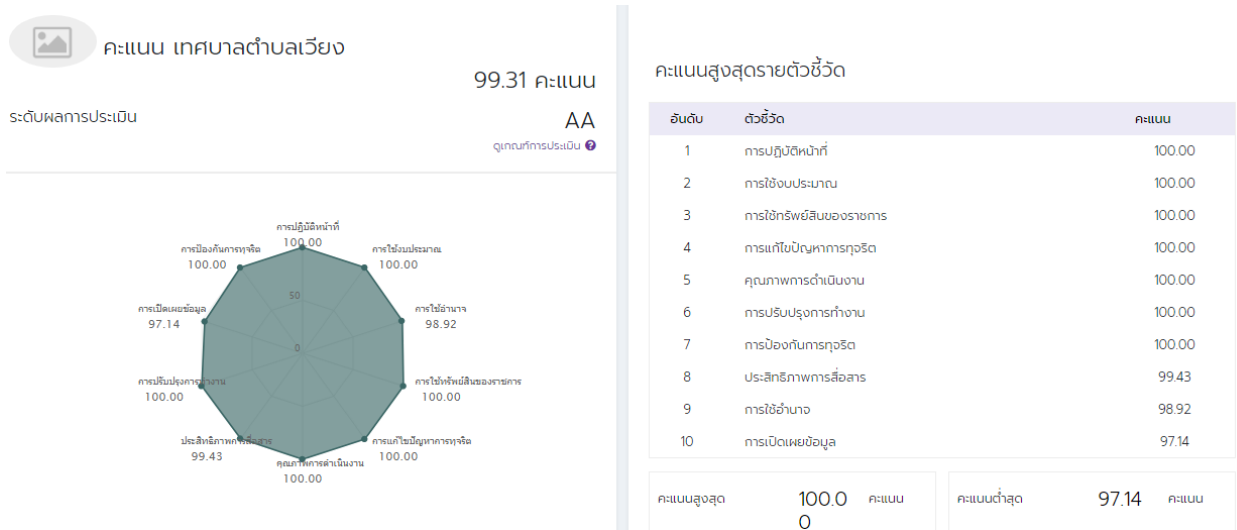 คะแนน เทศบาลตำบลเวียง
99.31 คะแนน
ระดับผลการประเมิน
AA
ดูเกณฑ์การประเมิน ?
การปฏิบัติหน้าที่
100.00
การป้องกันการทุจริต
100.00
การใช้งบประมาณ
100.00
50
การเปิดเผยข้อมูล
97.14
การใช้อำนาจ
98.92
0
การปรับปรุงการทำงาน
100.00
การใช้ทรัพย์สินของราชการ
100.00
ประสิทธิภาพการสื่อสาร
99.43
การแก้ไขปัญหาการทุจริต
100.00
คุณภาพการดำเนินงาน
100.00
คะแนนสูงสุดรายตัวชี้วัด
อันดับ ตัวชี้วัด คะแนน
1 การปฏิบัติหน้าที่ 100.00
2 การใช้งบประมาณ 100.00
3 การใช้ทรัพย์สินของราชการ 100.00
4 การแก้ไขปัญหาการทุจริต 100.00
5 คุณภาพการดำเนินงาน 100.00
6 การปรับปรุงการทำงาน 100.00
7 การป้องกันการทุจริต 100.00
8 ประสิทธิภาพการสื่อสาร 99.43
9 การใช้อำนาจ 98.92
10 การเปิดเผยข้อมูล 97.14
คะแนนสูงสุด 100.0 คะแนน
0
คะแนนต่ำสุด 97.14 คะแนน